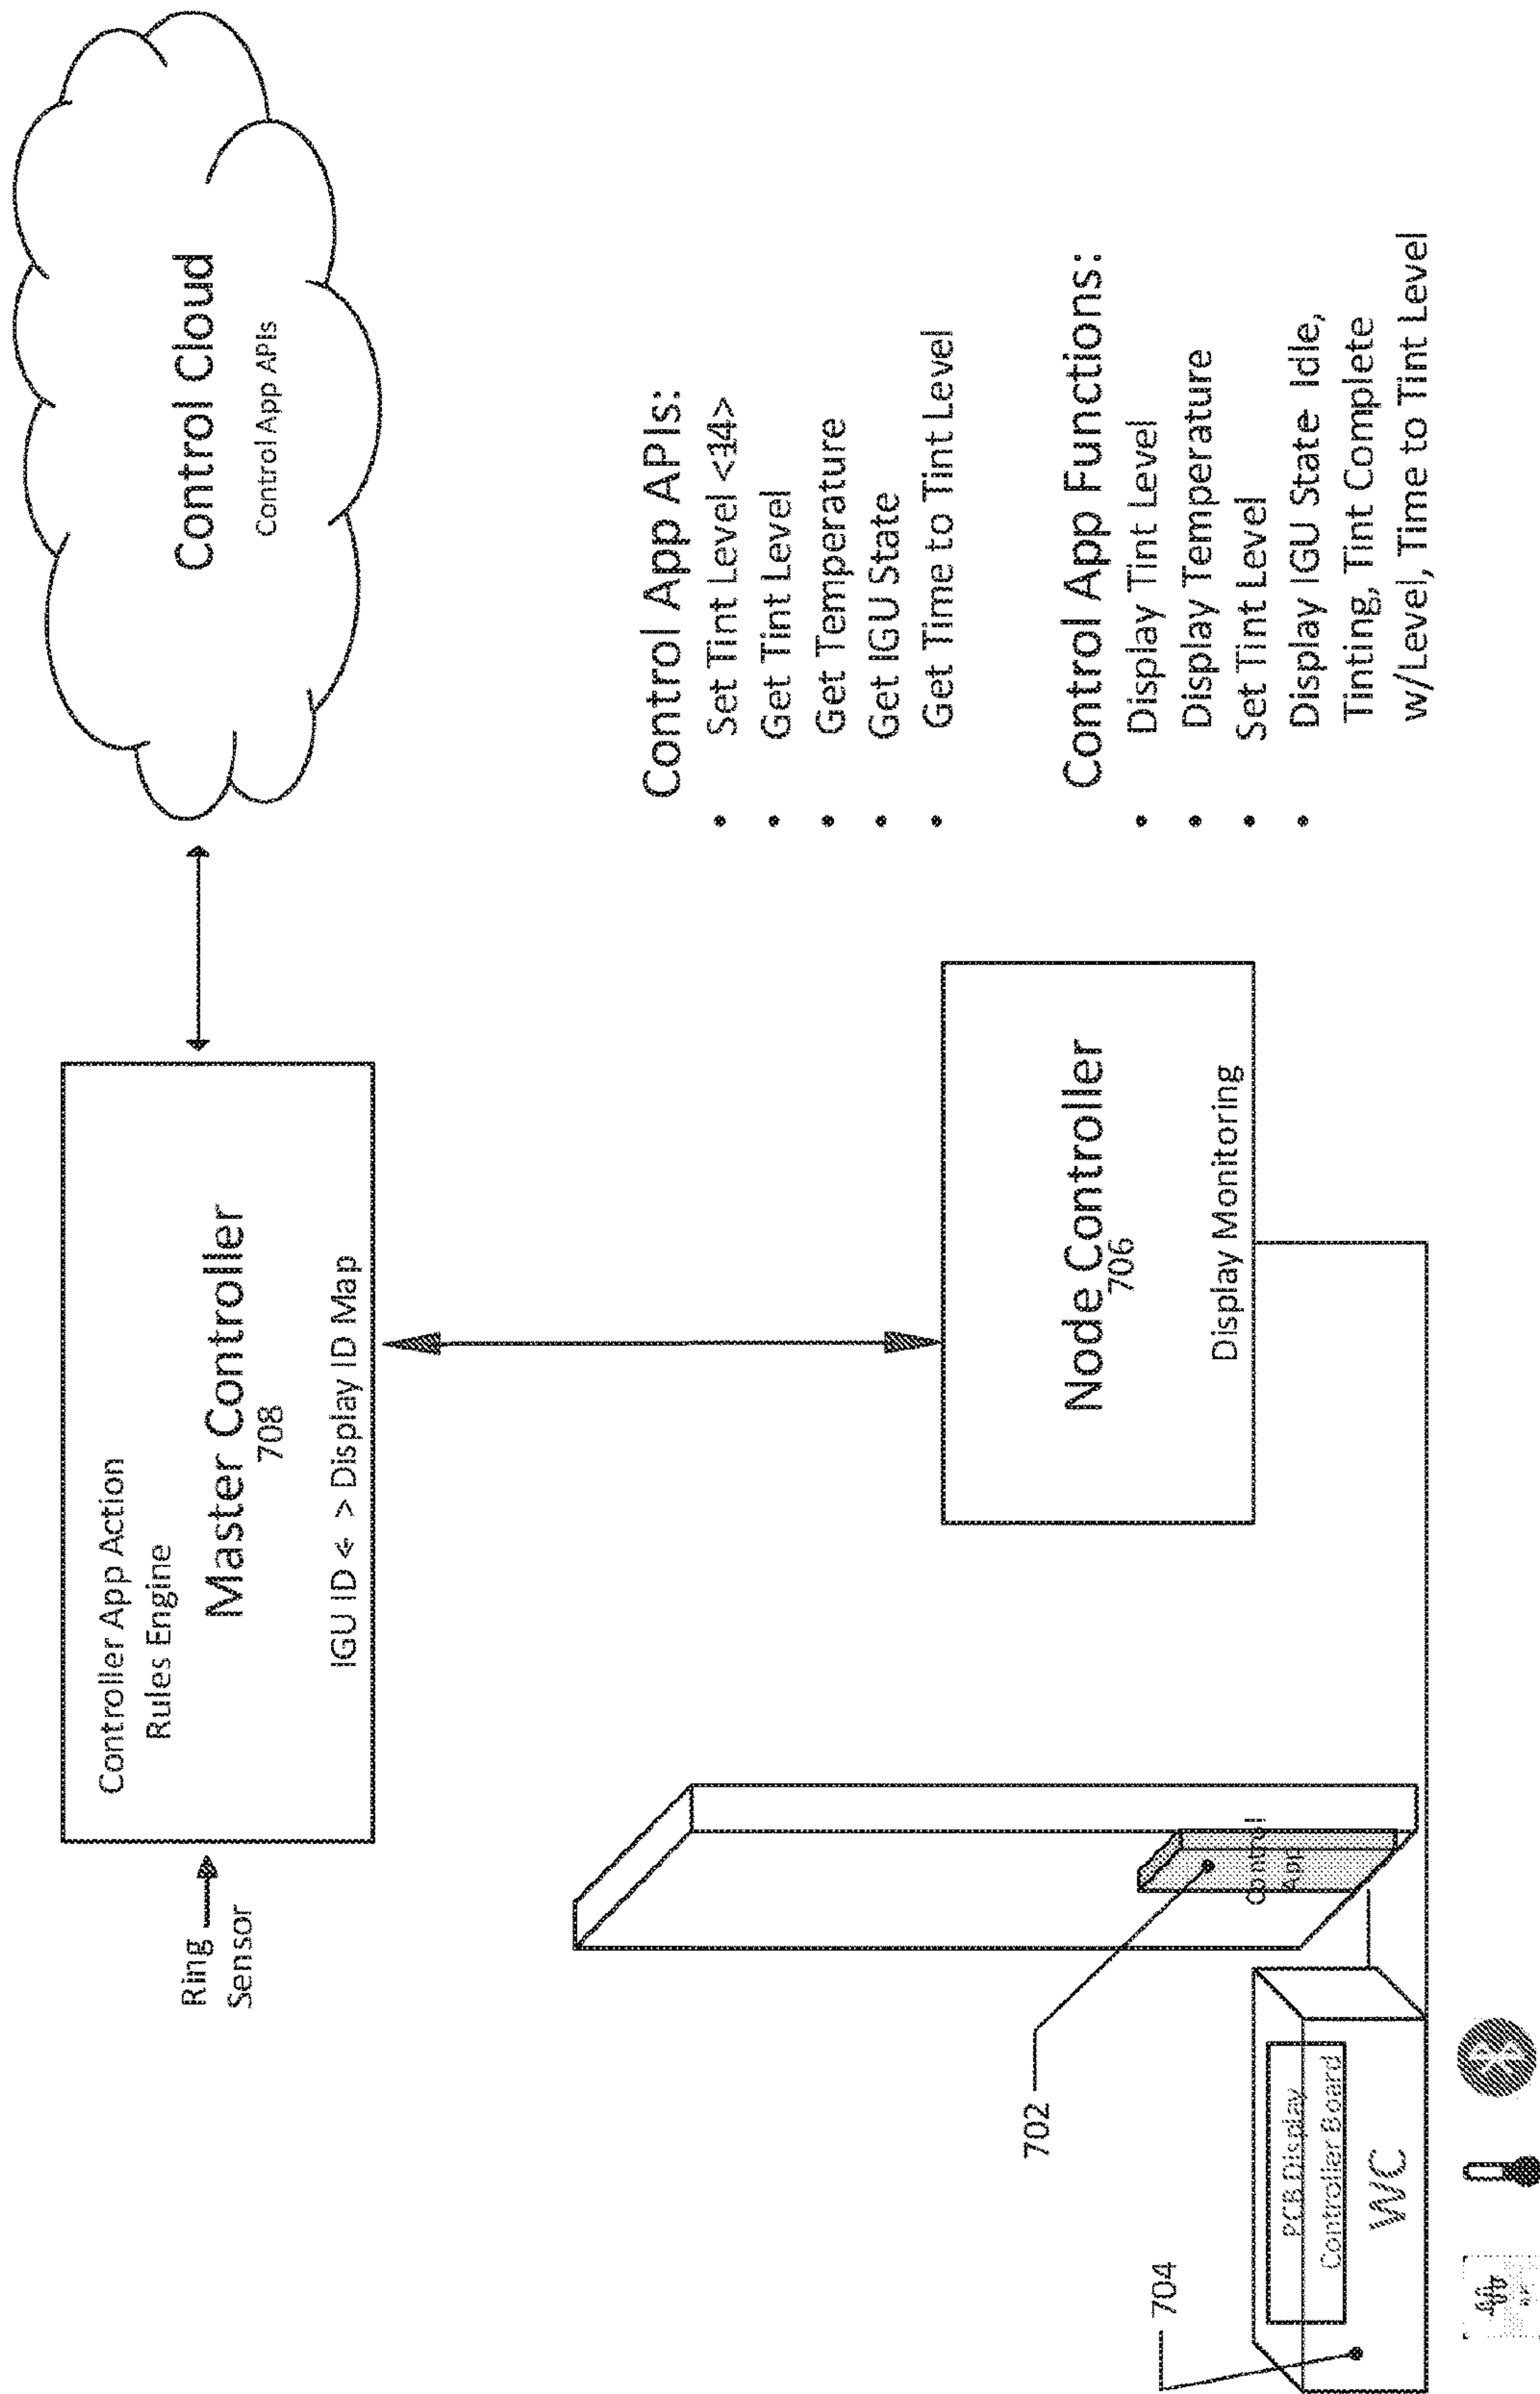 Ring
Sensor
Controller App Action
Rules Engine
Master Controller
708
IGU ID < > Display ID Map
Control Cloud
Control App APIs
702
Control
App
704
PCB Display
Controller Board
WC
Node Controller
706
Display Monitoring
Control App APIs:
• Set Tint Level <14>
• Get Tint Level
• Get Temperature
• Get IGU State
• Get Time to Tint Level
Control App Functions:
• Display Tint Level
• Display Temperature
• Set Tint Level
• Display IGU State Idle,
Tinting, Tint Complete
w/Level, Time to Tint Level